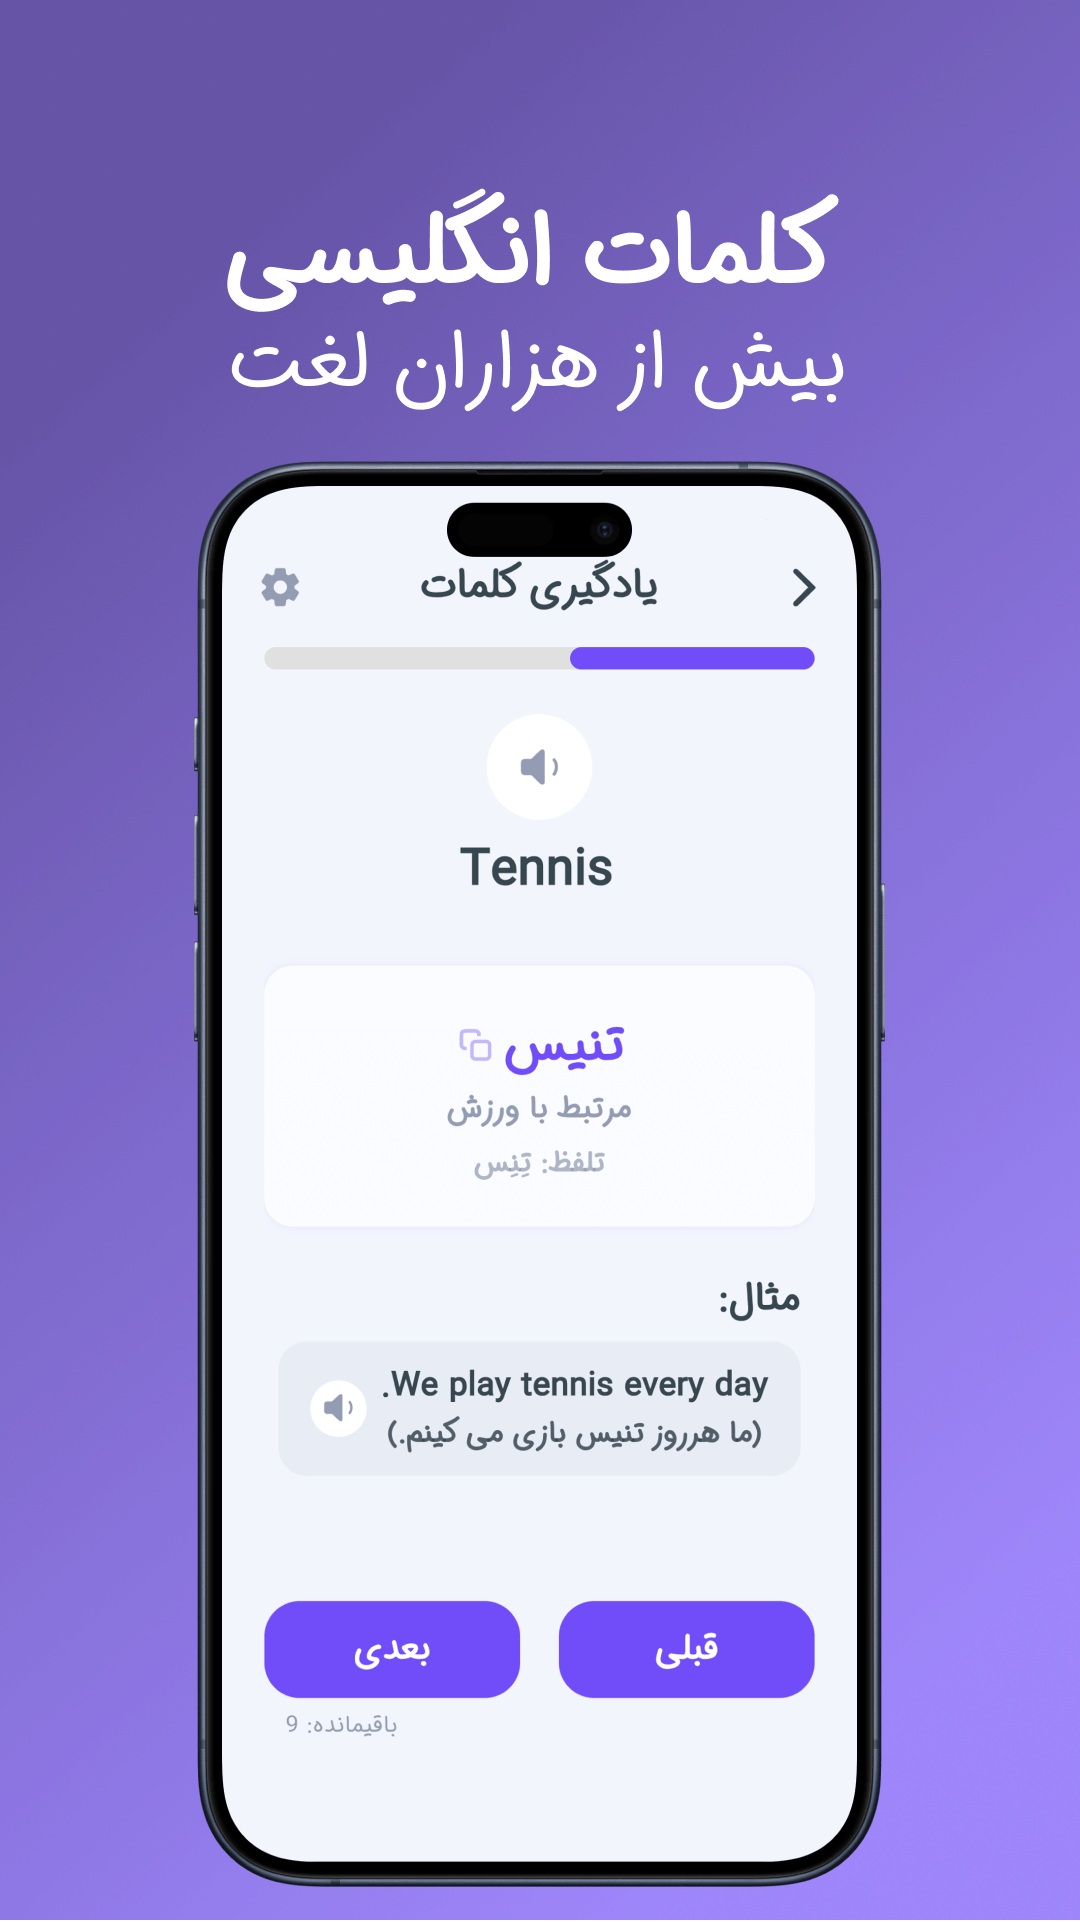 کلمات انگلیسی
بیش از هزاران لغت
یادگیری کلمات
Tennis
تنیس
مرتبط با ورزش
تلفظ: تِنِس
مثال:
.We play tennis every day
(ما هرروز تنیس بازی می کینم.)
قبلی
بعدی
باقیمانده: 9